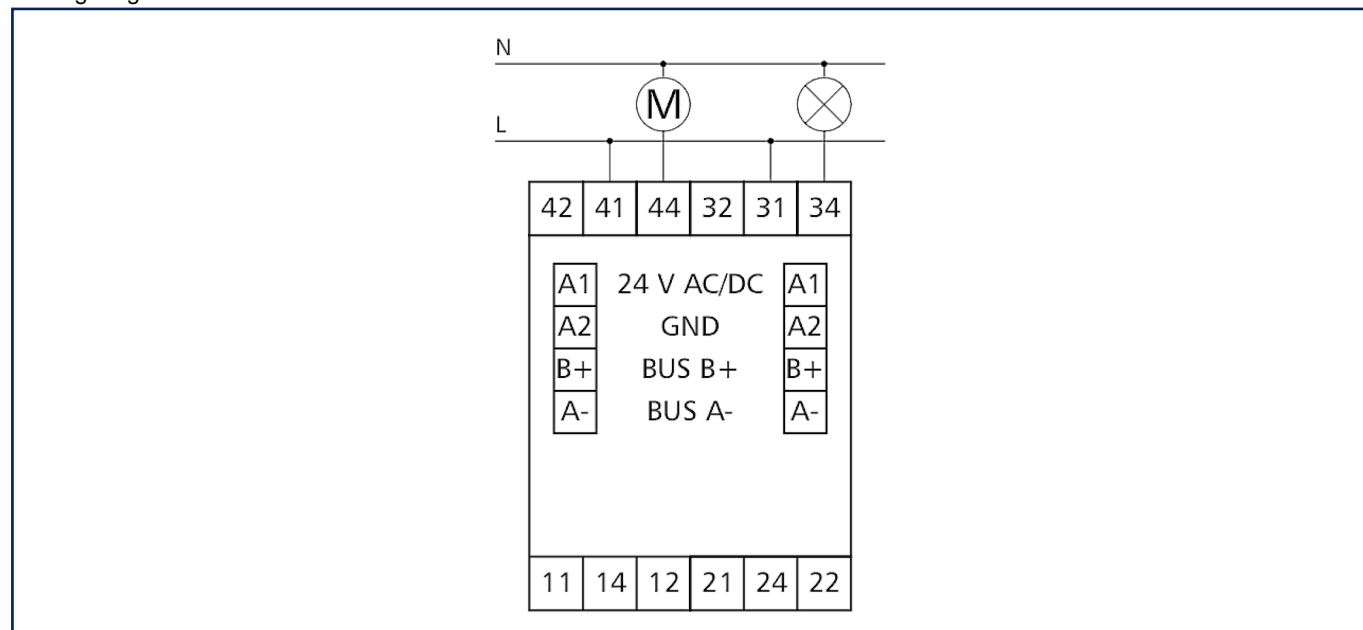 N
M
L
42 41 44 32 31 34
A1 24 V AC/DC A1
A2 GND A2
B+ BUS B+ B+
A- BUS A- A-
11 14 12 21 24 22